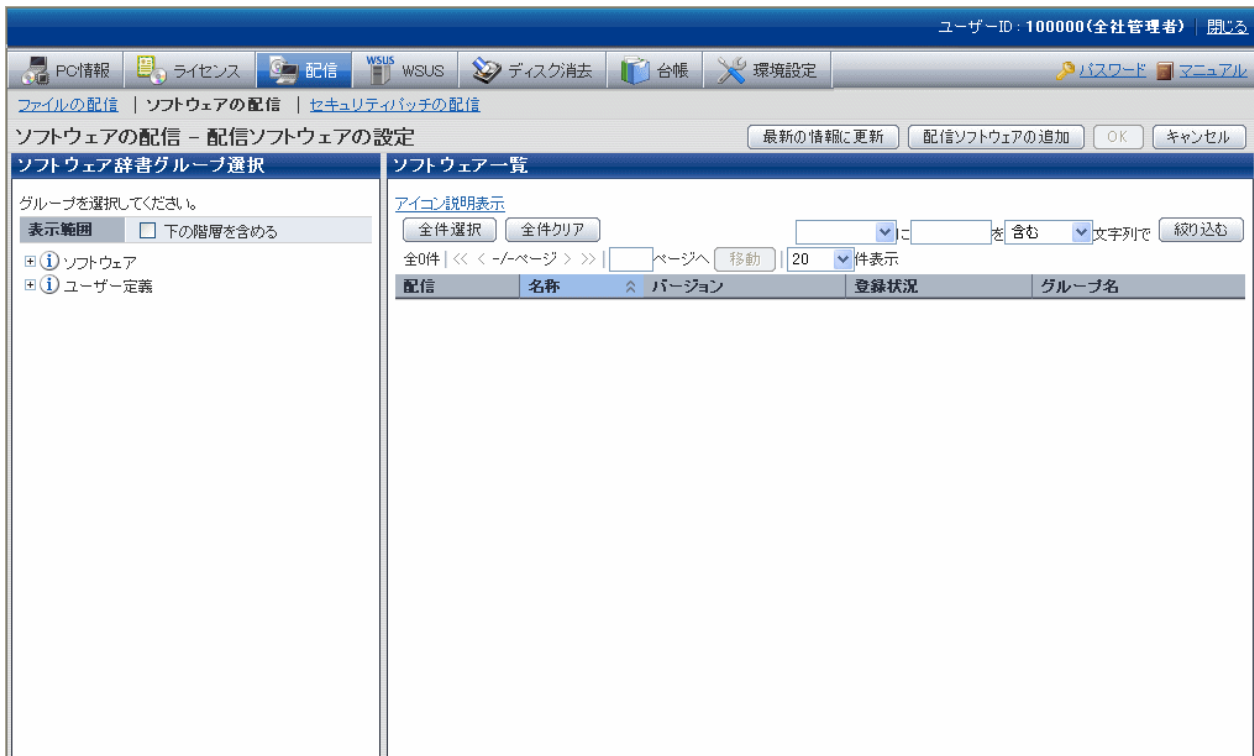 ユーザーID:100000(全社管理者) | 閉じる
PC情報 ライセンス 配信 WSUS WSUS ディスク消去 台帳 環境設定 パスワード マニュアル
ファイルの配信 | ソフトウェアの配信 | セキュリティパッチの配信
ソフトウェアの配信 - 配信ソフトウェアの設定 最新の情報に更新 配信ソフトウェアの追加 OK キャンセル
ソフトウェア辞書グループ選択
グループを選択してください。
表示範囲 下の階層を含める
ソフトウェア
ユーザー定義
ソフトウェア一覧
アイコン説明表示
全件選択 全件クリア に を 含む 文字列で 絞り込む
全0件 | << < -/-ページ > >> | ページへ 移動 | 20 件表示
配信 名称 バージョン 登録状況 グループ名